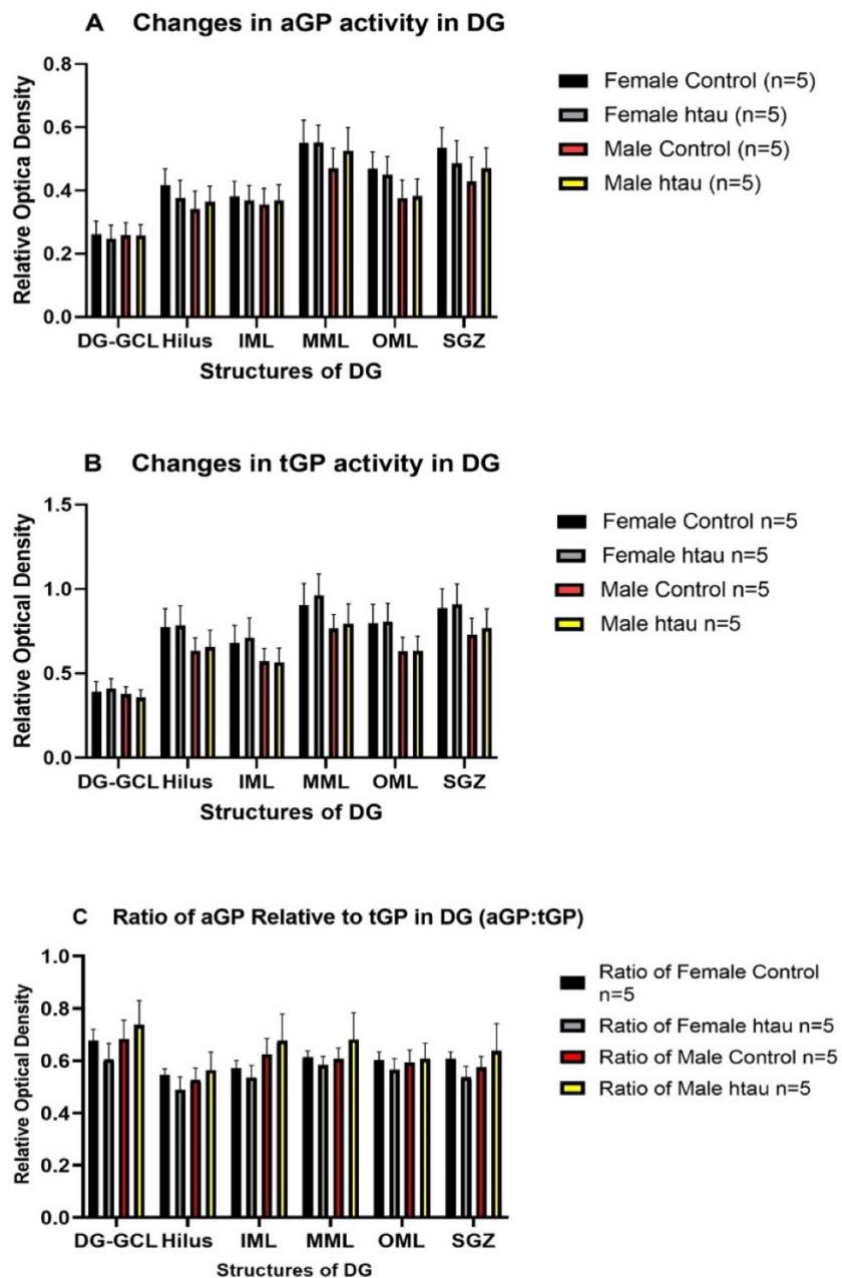 A Changes in aGP activity in DG
Relative Optica Density
0.8
0.6
0.4
0.2
0.0
DG-GCL Hilus IML MML OML SGZ
Structures of DG
Female Control (n=5)
Female htau (n=5)
Male Control (n=5)
Male htau (n=5)
B Changes in tGP activity in DG
Relative Optical Density
1.5
1.0
0.5
0.0
DG-GCL Hilus IML MML OML SGZ
Structures of DG
Female Control n=5
Female htau n=5
Male Control n=5
Male htau n=5
C Ratio of aGP Relative to tGP in DG (aGP:tGP)
Relative Optical Density
1.0
0.8
0.6
0.4
0.2
0.0
DG-GCL Hilus IML MML OML SGZ
Structures of DG
Ratio of Female Control
n=5
Ratio of Female htau n=5
Ratio of Male Control n=5
Ratio of Male htau n=5